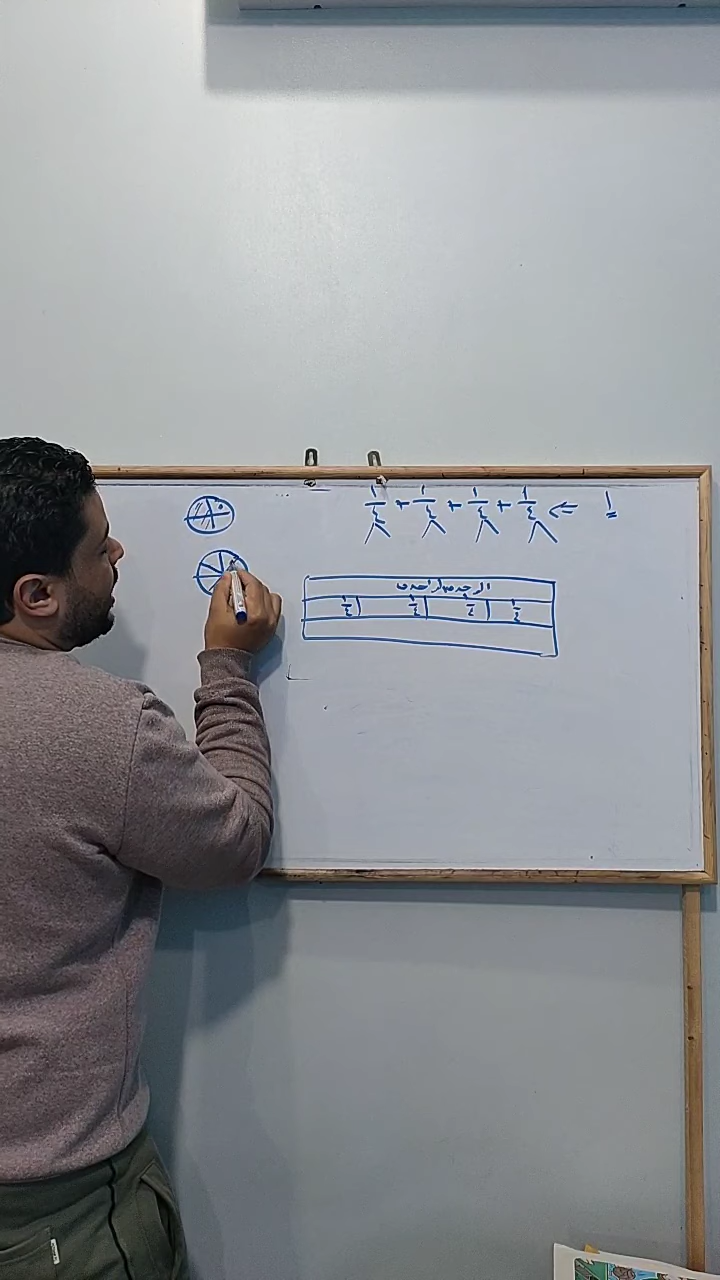 ١ ⇐ ١/٤ + ١/٤ + ١/٤ + ١/٤
الوحدة الواحدة
١/٤ ١/٤ ١/٤ ١/٤